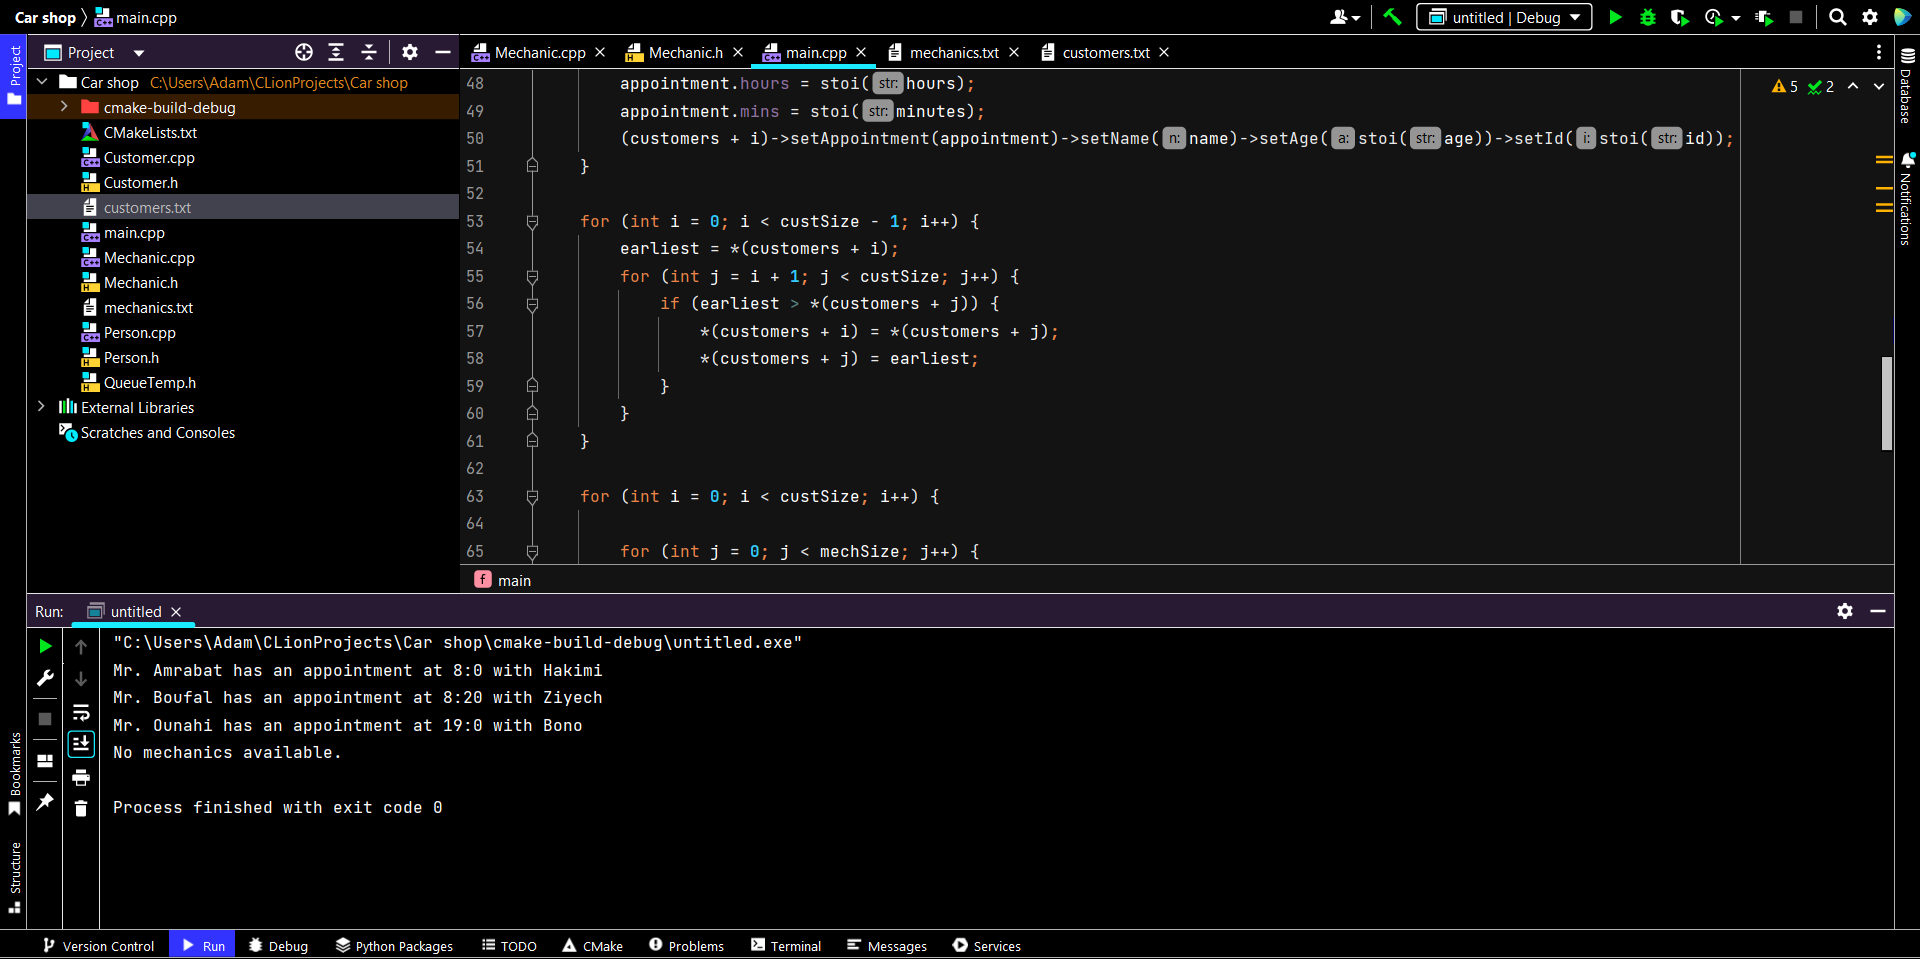 Car shop
main.cpp
untitled | Debug
Project
Project
Car shop C:\Users\Adam\CLionProjects\Car shop
cmake-build-debug
CMakeLists.txt
Customer.cpp
Customer.h
customers.txt
main.cpp
Mechanic.cpp
Mechanic.h
mechanics.txt
Person.cpp
Person.h
QueueTemp.h
External Libraries
Scratches and Consoles
Mechanic.cpp
Mechanic.h
main.cpp
mechanics.txt
customers.txt
48 appointment.hours = stoi( str: hours);
49 appointment.mins = stoi( str: minutes);
50 (customers + i)->setAppointment(appointment)->setName( n: name)->setAge( a: stoi( str: age))->setId( i: stoi( str: id));
51 }
52
53 for (int i = 0; i < custSize - 1; i++) {
54 earliest = *(customers + i);
55 for (int j = i + 1; j < custSize; j++) {
56 if (earliest > *(customers + j)) {
57 *(customers + i) = *(customers + j);
58 *(customers + j) = earliest;
59 }
60 }
61 }
62
63 for (int i = 0; i < custSize; i++) {
64
65 for (int j = 0; j < mechSize; j++) {
5 2
Database
Notifications
f main
Run: untitled
"C:\Users\Adam\CLionProjects\Car shop\cmake-build-debug\untitled.exe"
Mr. Amrabat has an appointment at 8:0 with Hakimi
Mr. Boufal has an appointment at 8:20 with Ziyech
Mr. Ounahi has an appointment at 19:0 with Bono
No mechanics available.
Process finished with exit code 0
Bookmarks
Structure
Version Control
Run
Debug
Python Packages
TODO
CMake
Problems
Terminal
Messages
Services